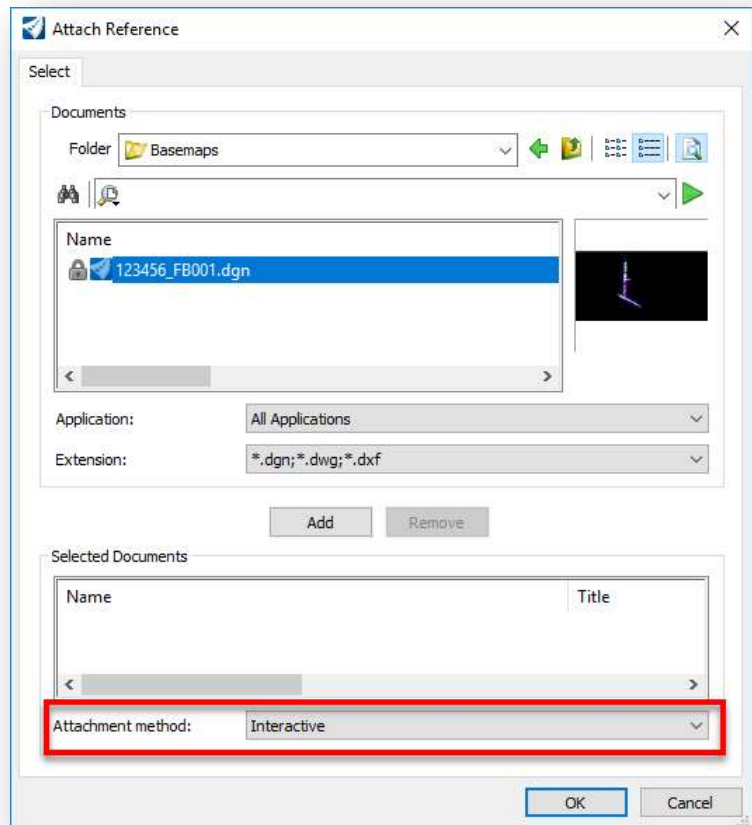 Attach Reference
Select
Documents
Folder Basemaps
Name
123456_FB001.dgn
Application: All Applications
Extension: *.dgn;*.dwg;*.dxf
Add Remove
Selected Documents
Name Title
Attachment method: Interactive
OK Cancel